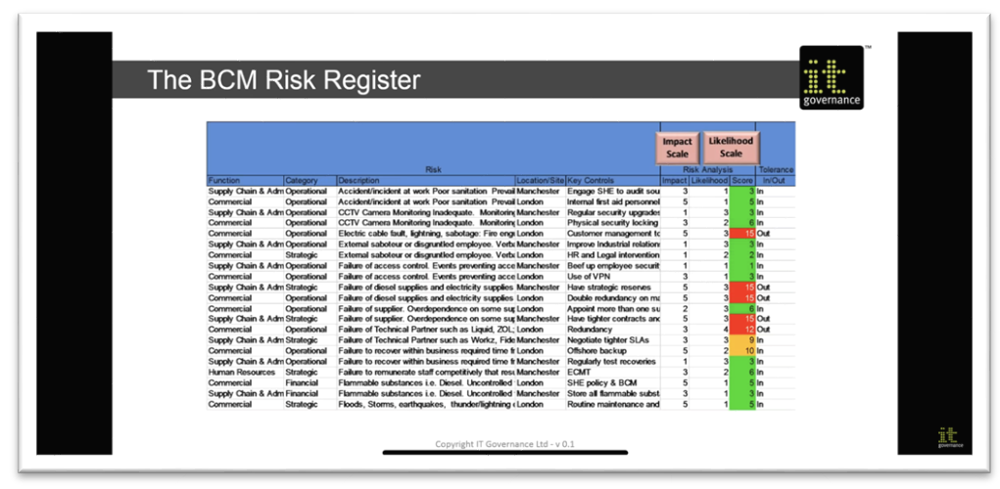 The BCM Risk Register
™
it
governance
Impact Scale
Likelihood Scale
Risk Risk Analysis Tolerance
Function Category Description Location/Site Key Controls Impact Likelihood Score In/Out
Supply Chain & Adm Operational Accident/incident at work Poor sanitation Prevail Manchester Engage SHE to audit sou 3 1 3 In
Commercial Operational Accident/incident at work Poor sanitation Prevail London Internal first aid personnel 5 1 5 In
Supply Chain & Adm Operational CCTV Camera Monitoring Inadequate. Monitoring Manchester Regular security upgrades 1 3 3 In
Commercial Operational CCTV Camera Monitoring Inadequate. Monitoring London Physical security locking 3 2 6 In
Commercial Operational Electric cable fault, lightning, sabotage: Fire eng London Customer management to 5 3 15 Out
Supply Chain & Adm Operational External saboteur or disgruntled employee. Verb Manchester Improve Industrial relation 1 3 3 In
Commercial Strategic External saboteur or disgruntled employee. Verb London HR and Legal intervention 1 2 2 In
Supply Chain & Adm Operational Failure of access control. Events preventing acce Manchester Beef up employee securit 1 1 1 In
Commercial Operational Failure of access control. Events preventing acce London Use of VPN 3 1 3 In
Supply Chain & Adm Strategic Failure of diesel supplies and electricity supplies Manchester Have strategic reserves 5 3 15 Out
Commercial Strategic Failure of diesel supplies and electricity supplies London Double redundancy on ma 5 3 15 Out
Commercial Operational Failure of supplier. Overdependence on some sup London Appoint more than one su 2 3 6 In
Supply Chain & Adm Strategic Failure of supplier. Overdependence on some sup Manchester Have tighter contracts and 5 3 15 Out
Commercial Operational Failure of Technical Partner such as Liquid, ZOL; London Redundancy 3 4 12 Out
Supply Chain & Adm Strategic Failure of Technical Partner such as Workz, Fide Manchester Negotiate tighter SLAs 3 3 9 In
Commercial Operational Failure to recover within business required time fr London Offshore backup 5 2 10 In
Supply Chain & Adm Operational Failure to recover within business required time fr Manchester Regularly test recoveries 1 3 3 In
Human Resources Strategic Failure to remunerate staff competitively that resu Manchester ECMT 3 2 6 In
Commercial Financial Flammable substances i.e. Diesel. Uncontrolled London SHE policy & BCM 5 1 5 In
Supply Chain & Adm Financial Flammable substances i.e. Diesel. Uncontrolled Manchester Store all flammable subst 3 1 3 In
Commercial Strategic Floods, Storms, earthquakes, thunder/lightning London Routine maintenance and 5 1 5 In
Copyright IT Governance Ltd - v 0.1
it
governance